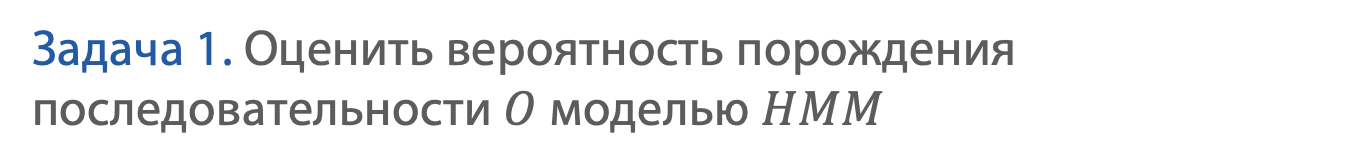 Задача 1. Оценить вероятность порождения
последовательности O моделью HMM